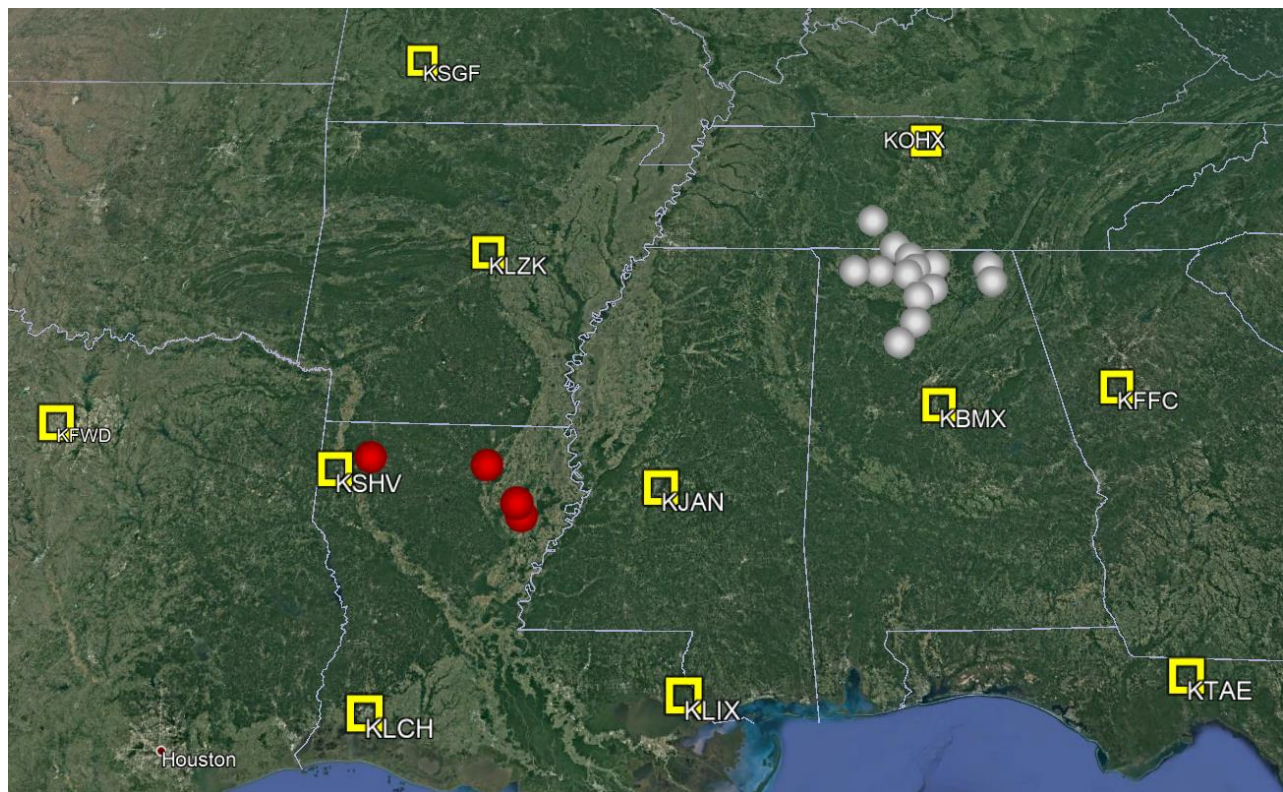 KSGF
KOHX
KLZK
KFFC
KBMX
KFWD
KSHV
KJAN
KTAE
KLIX
KLCH
Houston